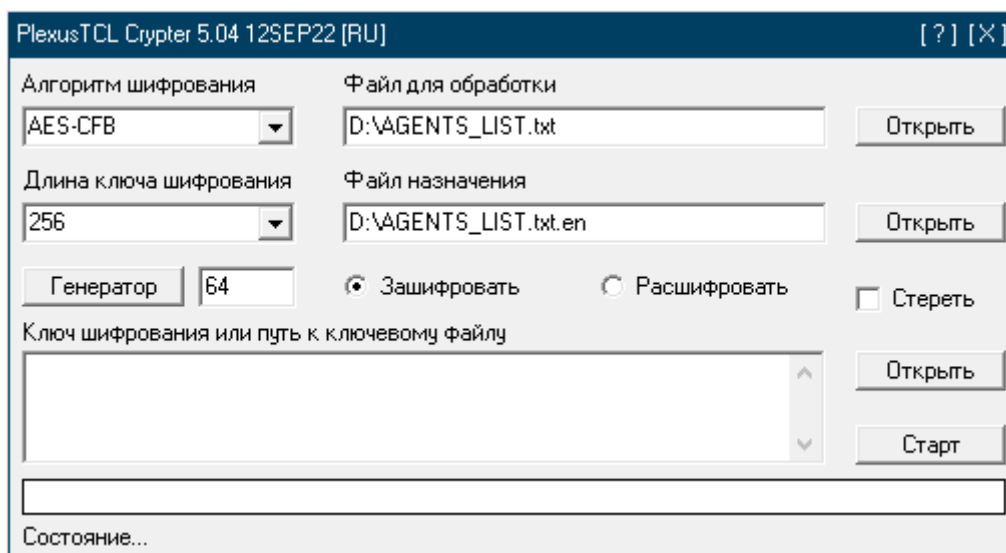 PlexusTCL Crypter 5.04 12SEP22 [RU] [ ? ] [X]
Алгоритм шифрования Файл для обработки
AES-CFB D:\AGENTS_LIST.txt Открыть
Длина ключа шифрования Файл назначения
256 D:\AGENTS_LIST.txt.en Открыть
Генератор 64 Зашифровать Расшифровать Стереть
Ключ шифрования или путь к ключевому файлу
Открыть
Старт
Состояние...